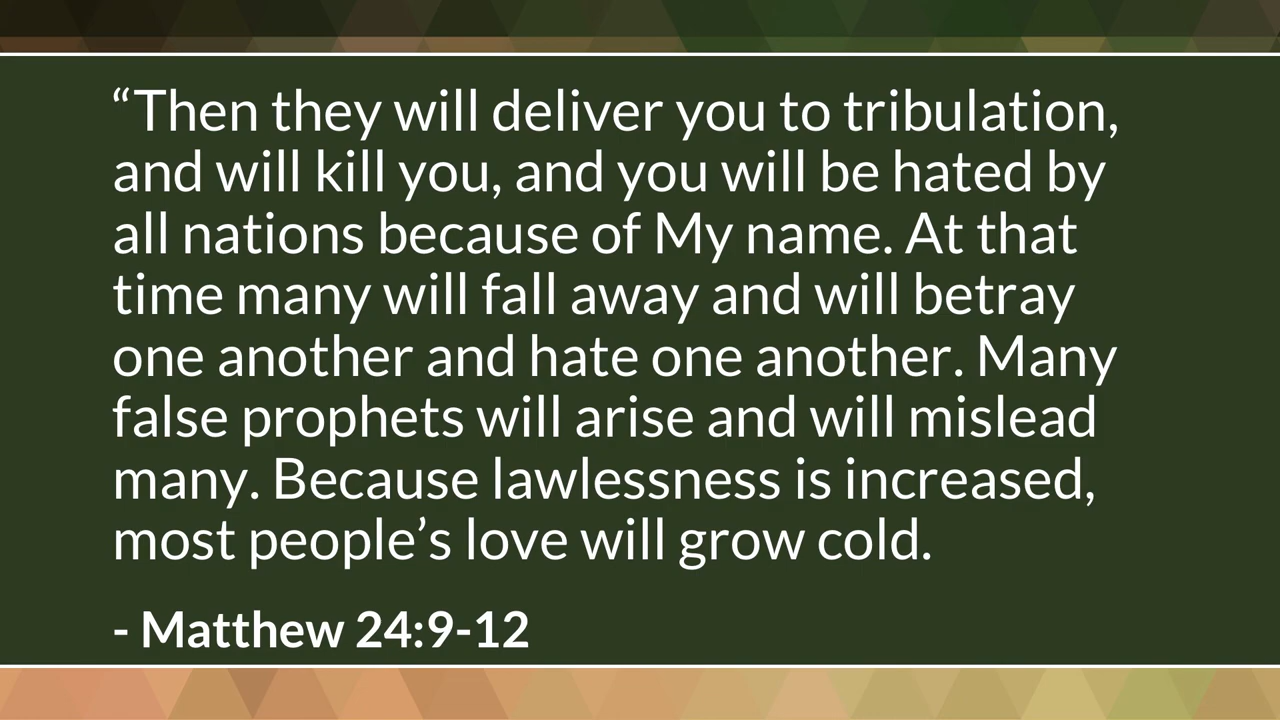 “Then they will deliver you to tribulation,
and will kill you, and you will be hated by
all nations because of My name. At that
time many will fall away and will betray
one another and hate one another. Many
false prophets will arise and will mislead
many. Because lawlessness is increased,
most people’s love will grow cold.
- Matthew 24:9-12